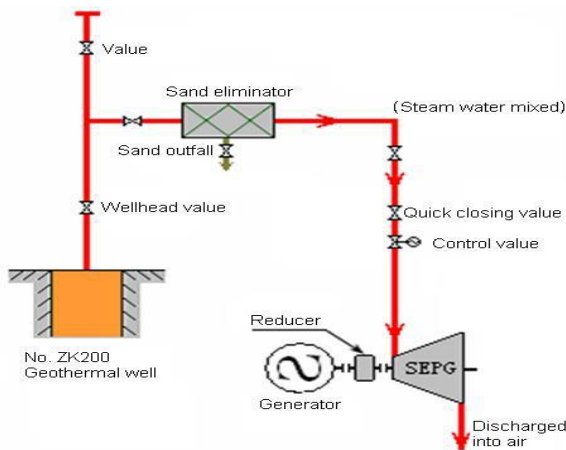 Value
Sand eliminator
(Steam water mixed)
Sand outfall
Wellhead value
Quick closing value
Control value
No. ZK200
Geothermal well
Reducer
SEPG
Generator
Discharged
into air